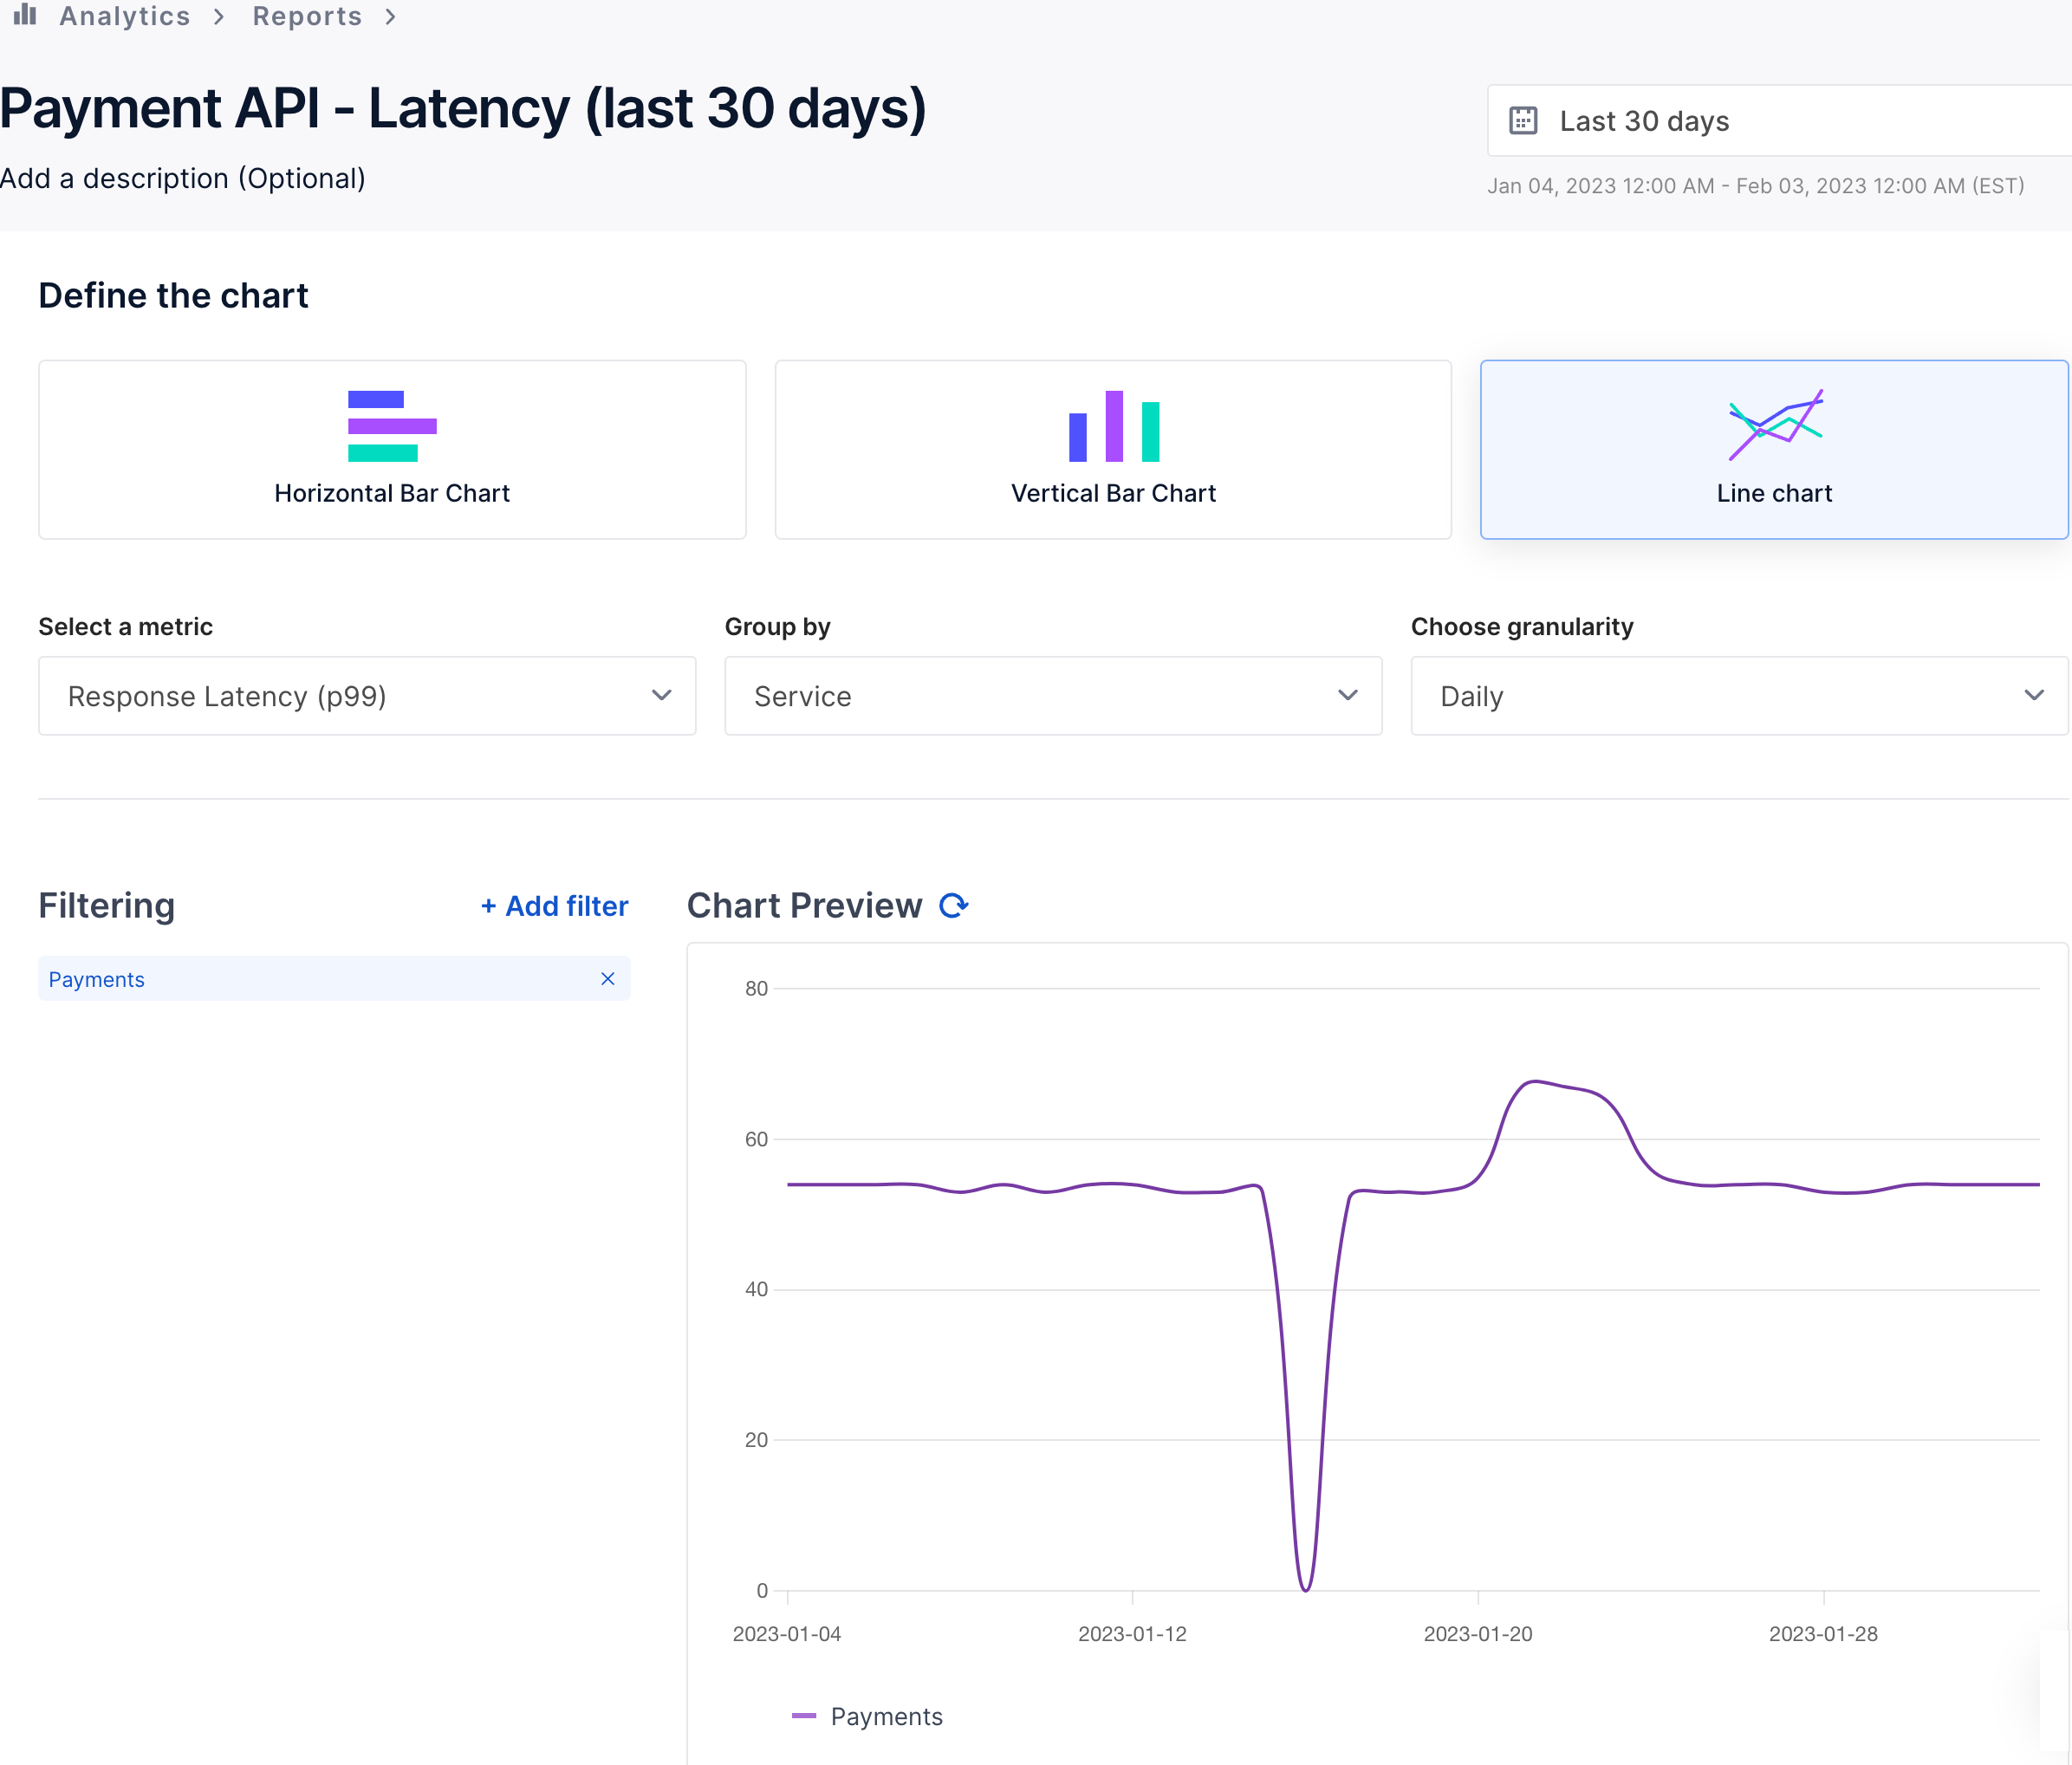 Analytics > Reports >
Payment API - Latency (last 30 days)
Last 30 days
Add a description (Optional)
Jan 04, 2023 12:00 AM - Feb 03, 2023 12:00 AM (EST)
Define the chart
Horizontal Bar Chart
Vertical Bar Chart
Line chart
Select a metric
Group by
Choose granularity
Response Latency (p99)
Service
Daily
Filtering
+ Add filter
Payments
Chart Preview
80
60
40
20
0
2023-01-04
2023-01-12
2023-01-20
2023-01-28
Payments